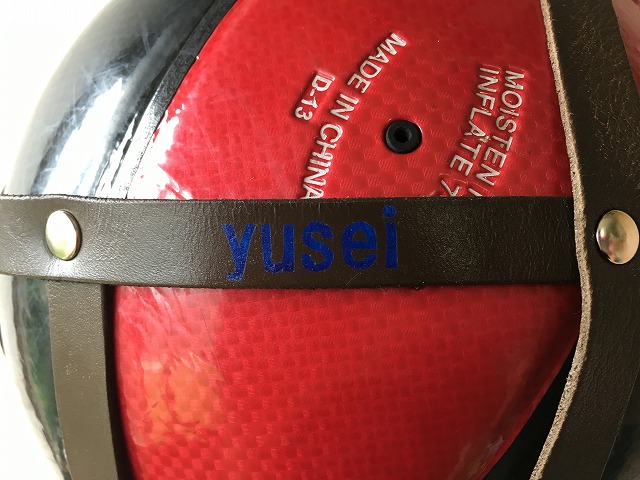 MADE IN CHINA
D-13
MOISTEN
INFLATE
yusei